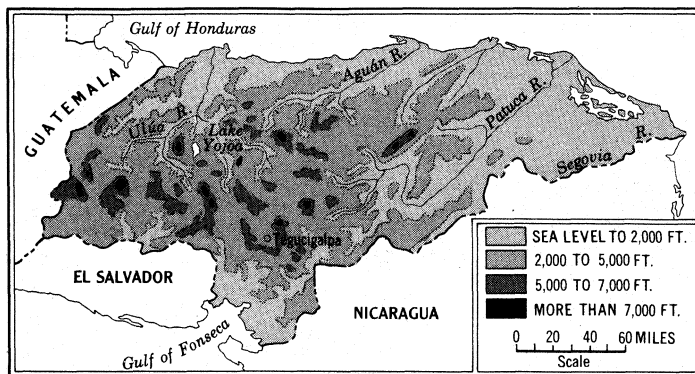 Gulf of Honduras
GUATEMALA
Aguán R.
Patuca R.
Ulua R.
Lake
Yojoa
Segovia R.
Tegucigalpa
EL SALVADOR
NICARAGUA
Gulf of Fonseca
SEA LEVEL TO 2,000 FT.
2,000 TO 5,000 FT.
5,000 TO 7,000 FT.
MORE THAN 7,000 FT.
0 20 40 60 MILES
Scale